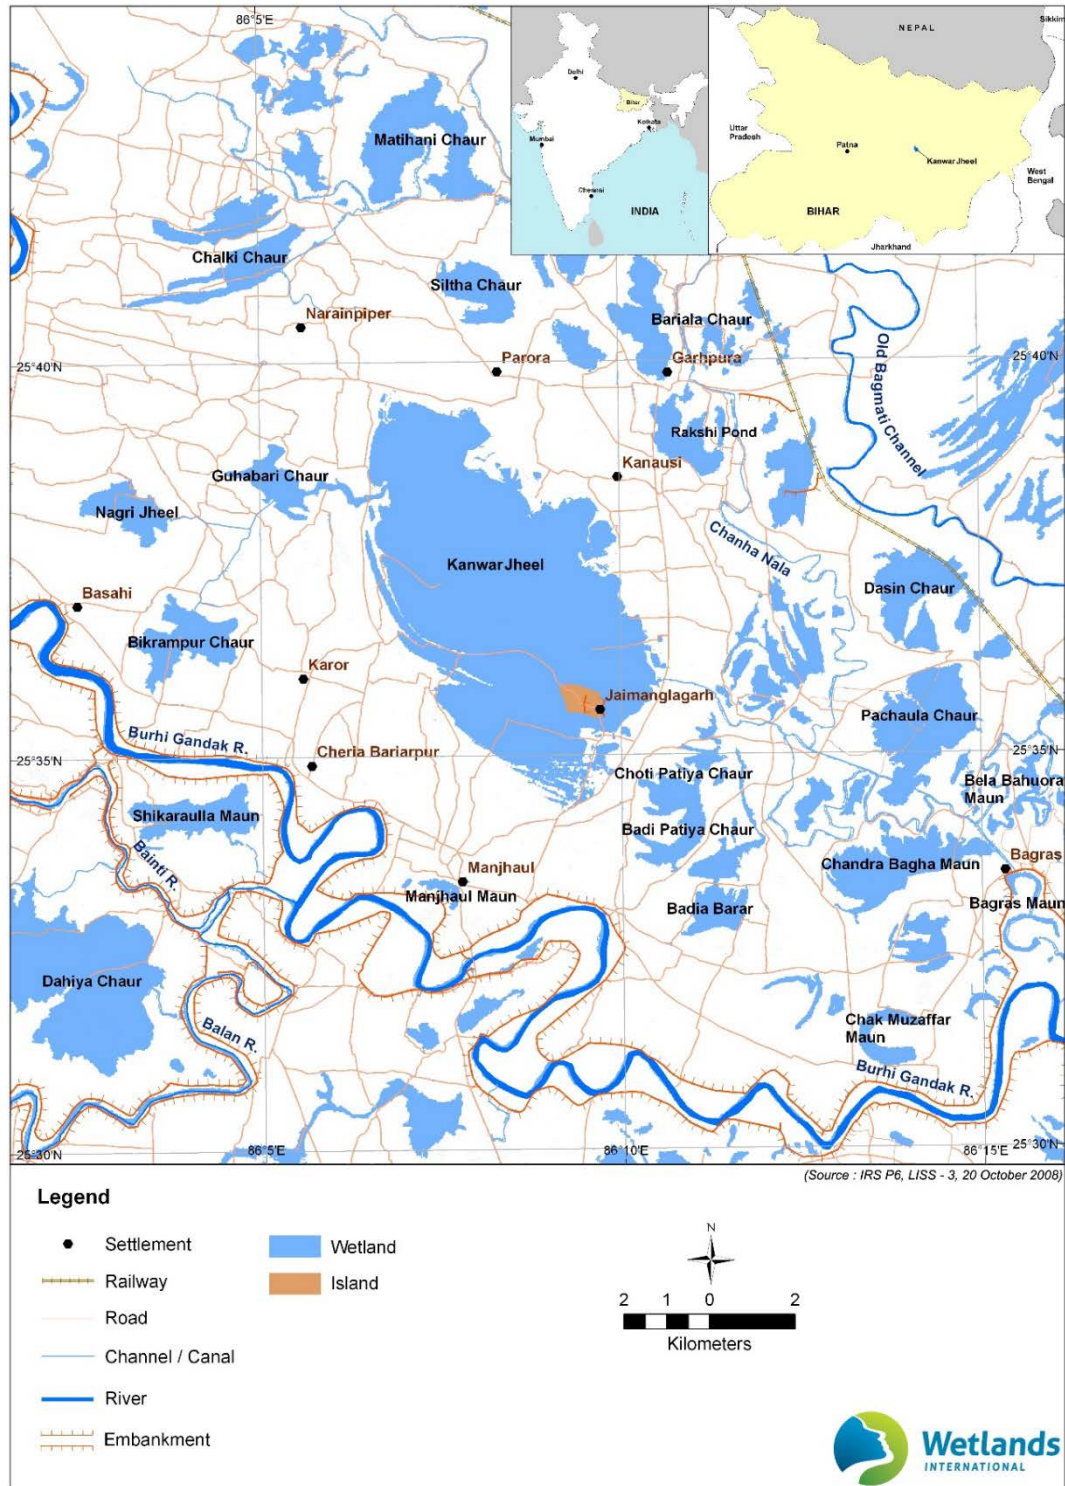 86°5'E
NEPAL
Sikkim
Delhi
Bihar
Kolkata
Mumbai
Chennai
INDIA
Uttar
Pradesh
Patna
KanwarJheel
West
Bengal
BIHAR
Jharkhand
Matihani Chaur
Chalki Chaur
Siltha Chaur
Narainpiper
Bariala Chaur
Parora
Garhpura
25°40'N
25°40'N
Old Bagmati Channel
Rakshi Pond
Kanausi
Guhabari Chaur
Nagri Jheel
Chanha Nala
KanwarJheel
Dasin Chaur
Basahi
Bikrampur Chaur
Karor
Jaimanglagarh
Pachaula Chaur
Burhi Gandak R.
25°35'N
25°35'N
Cheria Bariarpur
Choti Patiya Chaur
Bela Bahuora
Maun
Shikaraulla Maun
Badi Patiya Chaur
Bainti R.
Chandra Bagha Maun
Bagras
Manjhaul
Manjhaul Maun
Badia Barar
Bagras Maun
Dahiya Chaur
Balan R.
Chak Muzaffar
Maun
Burhi Gandak R.
25°30'N
86°5'E
86°10'E
86°15'E
25°30'N
(Source : IRS P6, LISS - 3, 20 October 2008)
Legend
Settlement
Wetland
Railway
Island
Road
Channel / Canal
River
Embankment
N
2 1 0 2
Kilometers
Wetlands
INTERNATIONAL